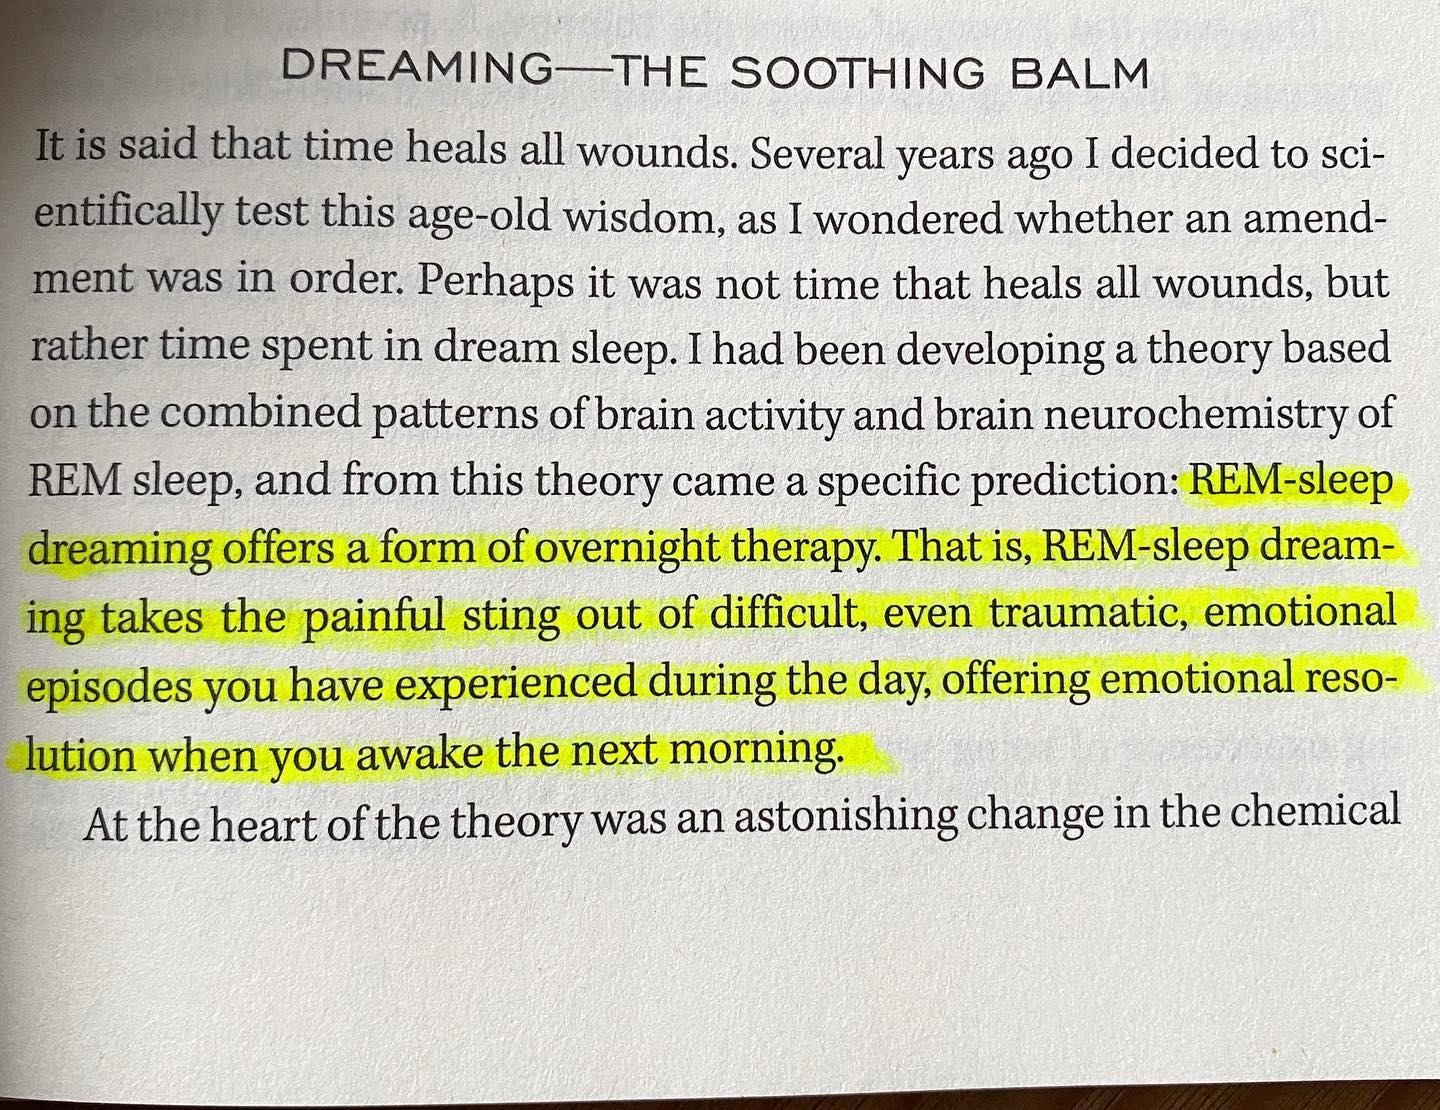 DREAMING—THE SOOTHING BALM
It is said that time heals all wounds. Several years ago I decided to sci-
entifically test this age-old wisdom, as I wondered whether an amend-
ment was in order. Perhaps it was not time that heals all wounds, but
rather time spent in dream sleep. I had been developing a theory based
on the combined patterns of brain activity and brain neurochemistry of
REM sleep, and from this theory came a specific prediction: REM-sleep
dreaming offers a form of overnight therapy. That is, REM-sleep dream-
ing takes the painful sting out of difficult, even traumatic, emotional
episodes you have experienced during the day, offering emotional reso-
lution when you awake the next morning.
At the heart of the theory was an astonishing change in the chemical